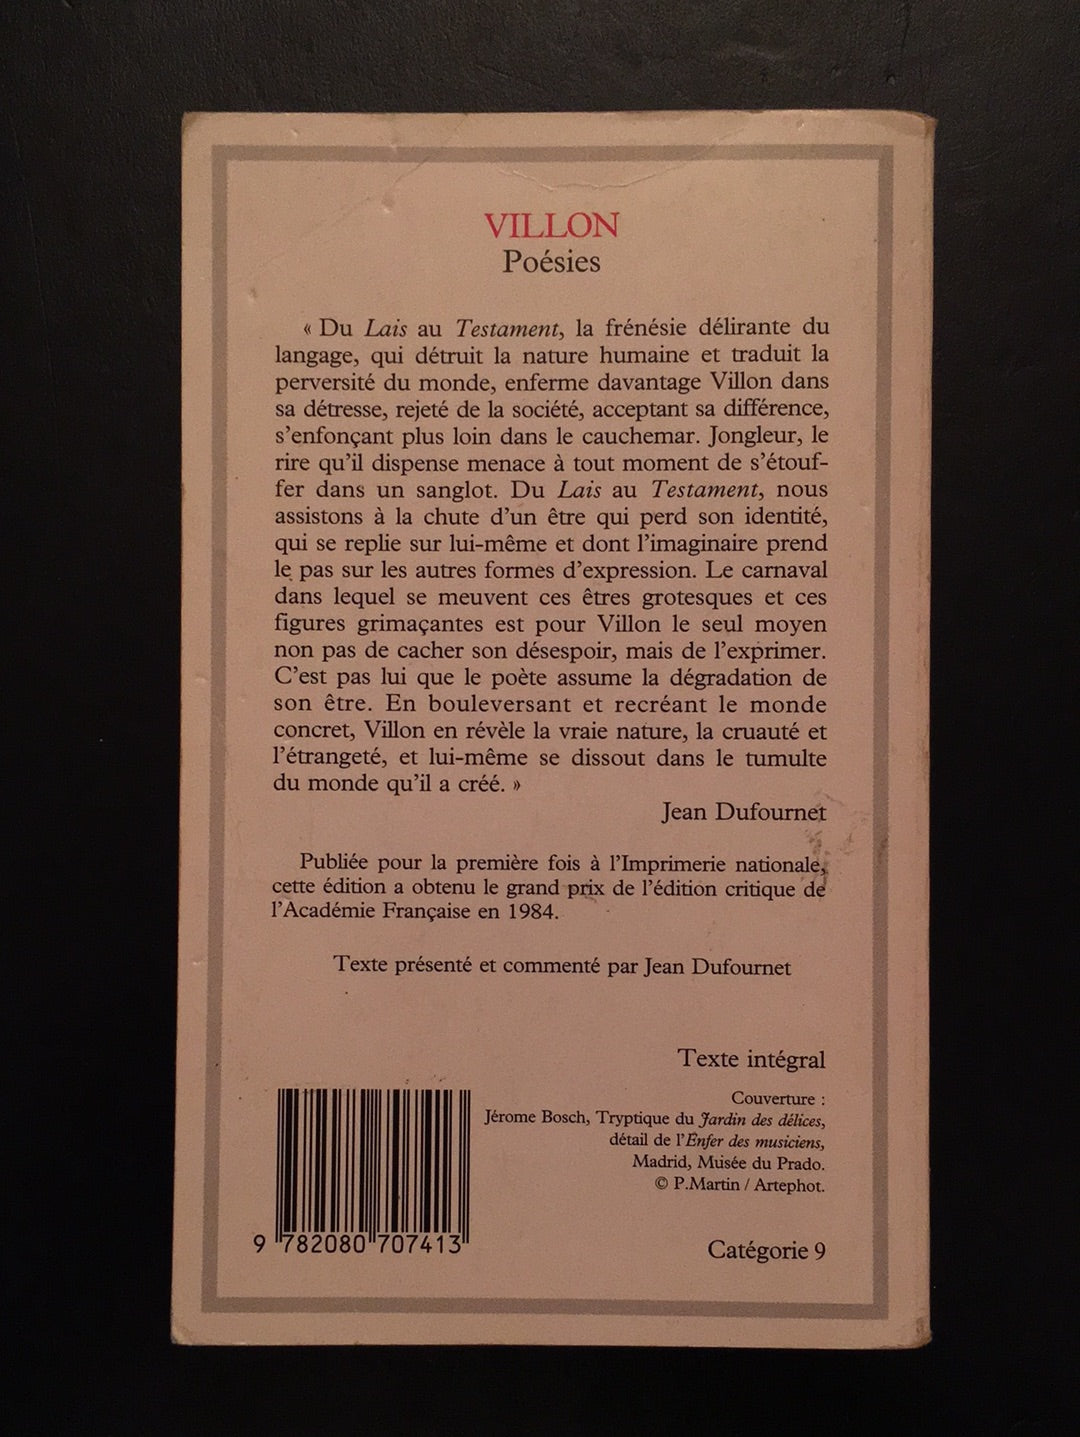 VILLON
Poésies
« Du Lais au Testament, la frénésie délirante du
langage, qui détruit la nature humaine et traduit la
perversité du monde, enferme davantage Villon dans
sa détresse, rejeté de la société, acceptant sa différence,
s'enfonçant plus loin dans le cauchemar. Jongleur, le
rire qu'il dispense menace à tout moment de s'étouf-
fer dans un sanglot. Du Lais au Testament, nous
assistons à la chute d'un être qui perd son identité,
qui se replie sur lui-même et dont l'imaginaire prend
le pas sur les autres formes d'expression. Le carnaval
dans lequel se meuvent ces êtres grotesques et ces
figures grimaçantes est pour Villon le seul moyen
non pas de cacher son désespoir, mais de l'exprimer.
C'est pas lui que le poète assume la dégradation de
son être. En bouleversant et recréant le monde
concret, Villon en révèle la vraie nature, la cruauté et
l'étrangeté, et lui-même se dissout dans le tumulte
du monde qu'il a créé. »
Jean Dufournet
Publiée pour la première fois à l'Imprimerie nationale,
cette édition a obtenu le grand prix de l'édition critique de
l'Académie Française en 1984.
Texte présenté et commenté par Jean Dufournet
Texte intégral
Couverture :
Jérome Bosch, Tryptique du Jardin des délices,
détail de l'Enfer des musiciens,
Madrid, Musée du Prado.
© P.Martin / Artephot.
9 782080 707413
Catégorie 9